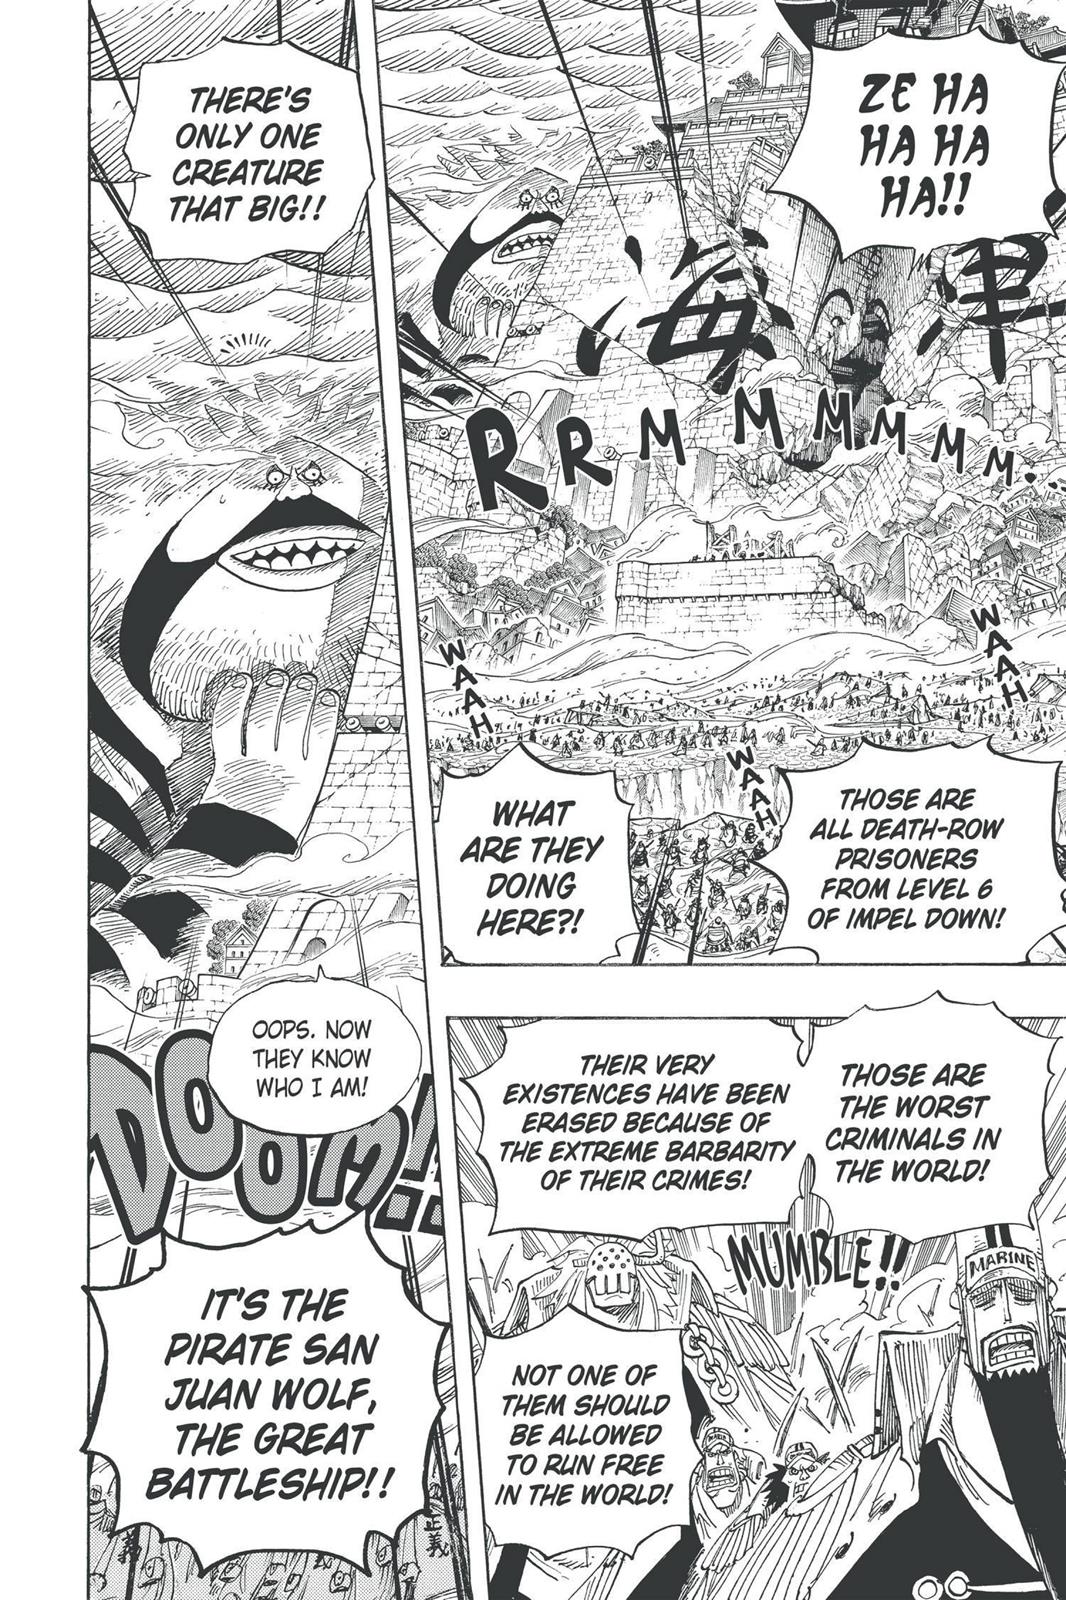 ZE HA
HA HA
HA!!
海軍
RRMMMMMM...
WAAH
WAAH
WAAH
THOSE ARE
ALL DEATH-ROW
PRISONERS
FROM LEVEL 6
OF IMPEL DOWN!
WHAT
ARE THEY
DOING
HERE?!
THOSE ARE
THE WORST
CRIMINALS IN
THE WORLD!
THEIR VERY
EXISTENCES HAVE BEEN
ERASED BECAUSE OF
THE EXTREME BARBARITY
OF THEIR CRIMES!
MUMBLE!!
MARINE
NOT ONE OF
THEM SHOULD
BE ALLOWED
TO RUN FREE
IN THE WORLD!
THERE'S
ONLY ONE
CREATURE
THAT BIG!!
OOPS. NOW
THEY KNOW
WHO I AM!
DOOM!!
IT'S THE
PIRATE SAN
JUAN WOLF,
THE GREAT
BATTLESHIP!!
正義
義